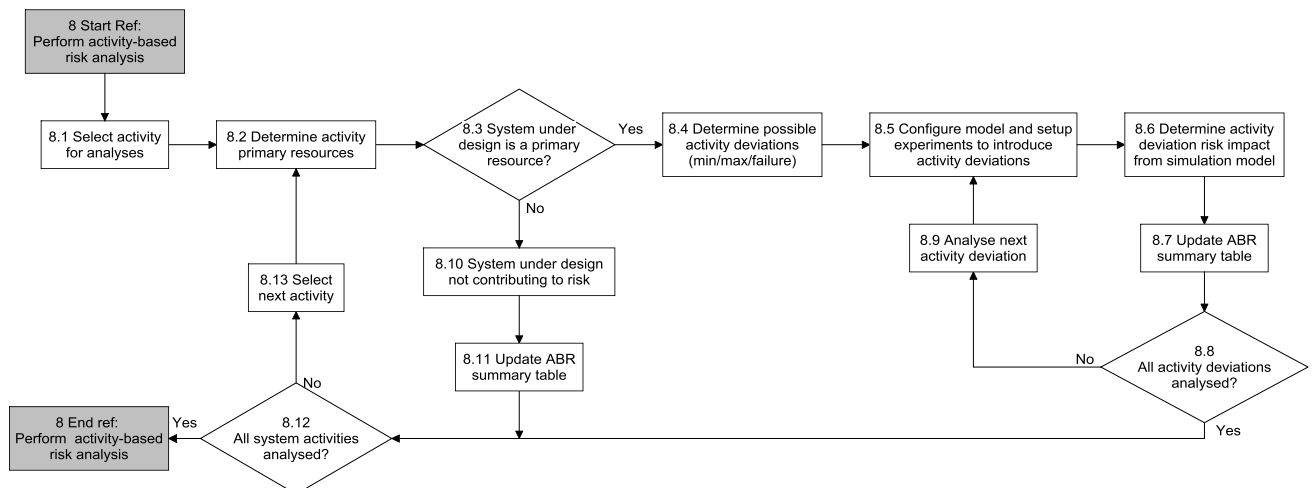 8 Start Ref:
Perform activity-based
risk analysis
8.1 Select activity
for analyses
8.2 Determine activity
primary resources
8.3 System under
design is a primary
resource?
Yes
No
8.4 Determine possible
activity deviations
(min/max/failure)
8.5 Configure model and setup
experiments to introduce
activity deviations
8.6 Determine activity
deviation risk impact
from simulation model
8.7 Update ABR
summary table
8.8
All activity deviations
analysed?
No
Yes
8.9 Analyse next
activity deviation
8.10 System under design
not contributing to risk
8.11 Update ABR
summary table
8.12
All system activities
analysed?
No
Yes
8.13 Select
next activity
8 End ref:
Perform activity-based
risk analysis